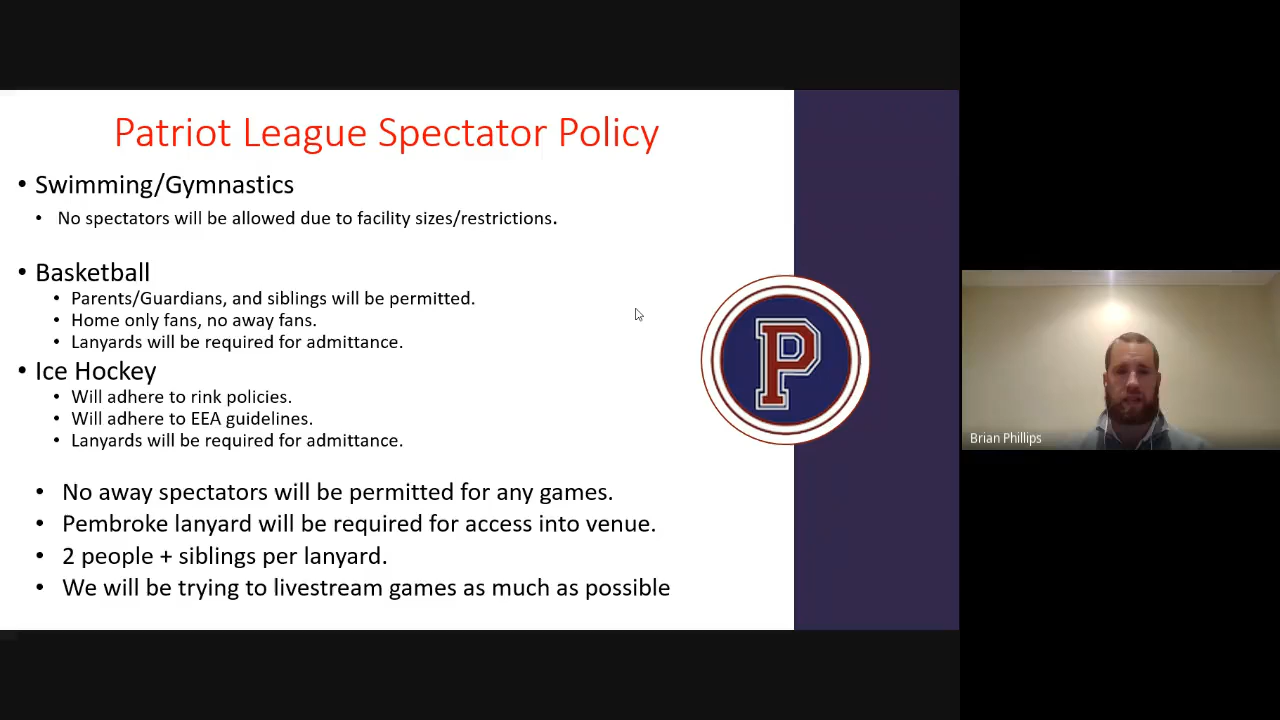 Patriot League Spectator Policy
• Swimming/Gymnastics
• No spectators will be allowed due to facility sizes/restrictions.
• Basketball
• Parents/Guardians, and siblings will be permitted.
• Home only fans, no away fans.
• Lanyards will be required for admittance.
• Ice Hockey
• Will adhere to rink policies.
• Will adhere to EEA guidelines.
• Lanyards will be required for admittance.
• No away spectators will be permitted for any games.
• Pembroke lanyard will be required for access into venue.
• 2 people + siblings per lanyard.
• We will be trying to livestream games as much as possible
P
Brian Phillips